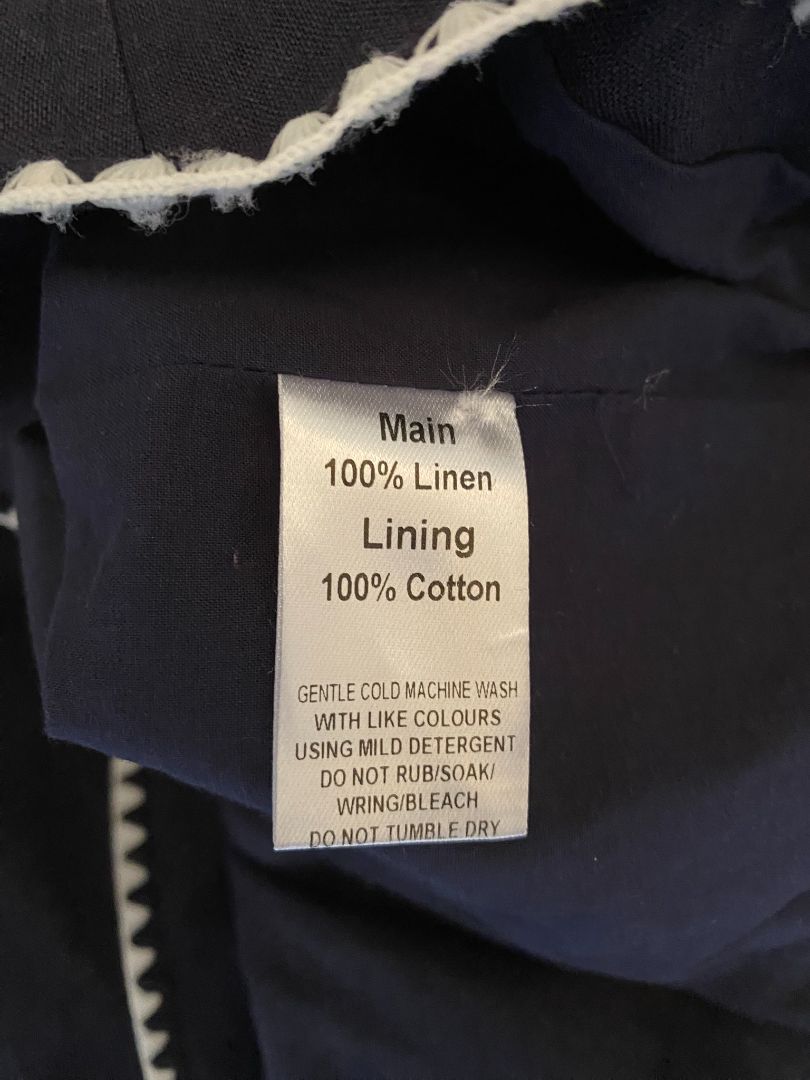 Main
100% Linen
Lining
100% Cotton
GENTLE COLD MACHINE WASH
WITH LIKE COLOURS
USING MILD DETERGENT
DO NOT RUB/SOAK/
WRING/BLEACH
DO NOT TUMBLE DRY